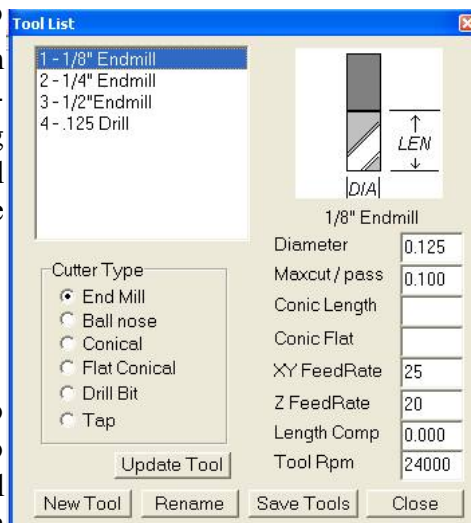 Tool List
1 - 1/8" Endmill
2 - 1/4" Endmill
3 - 1/2"Endmill
4 - .125 Drill
LEN
DIA
1/8" Endmill
Cutter Type
End Mill
Ball nose
Conical
Flat Conical
Drill Bit
Tap
Diameter 0.125
Maxcut / pass 0.100
Conic Length
Conic Flat
XY FeedRate 25
Z FeedRate 20
Length Comp 0.000
Tool Rpm 24000
Update Tool
New Tool Rename Save Tools Close